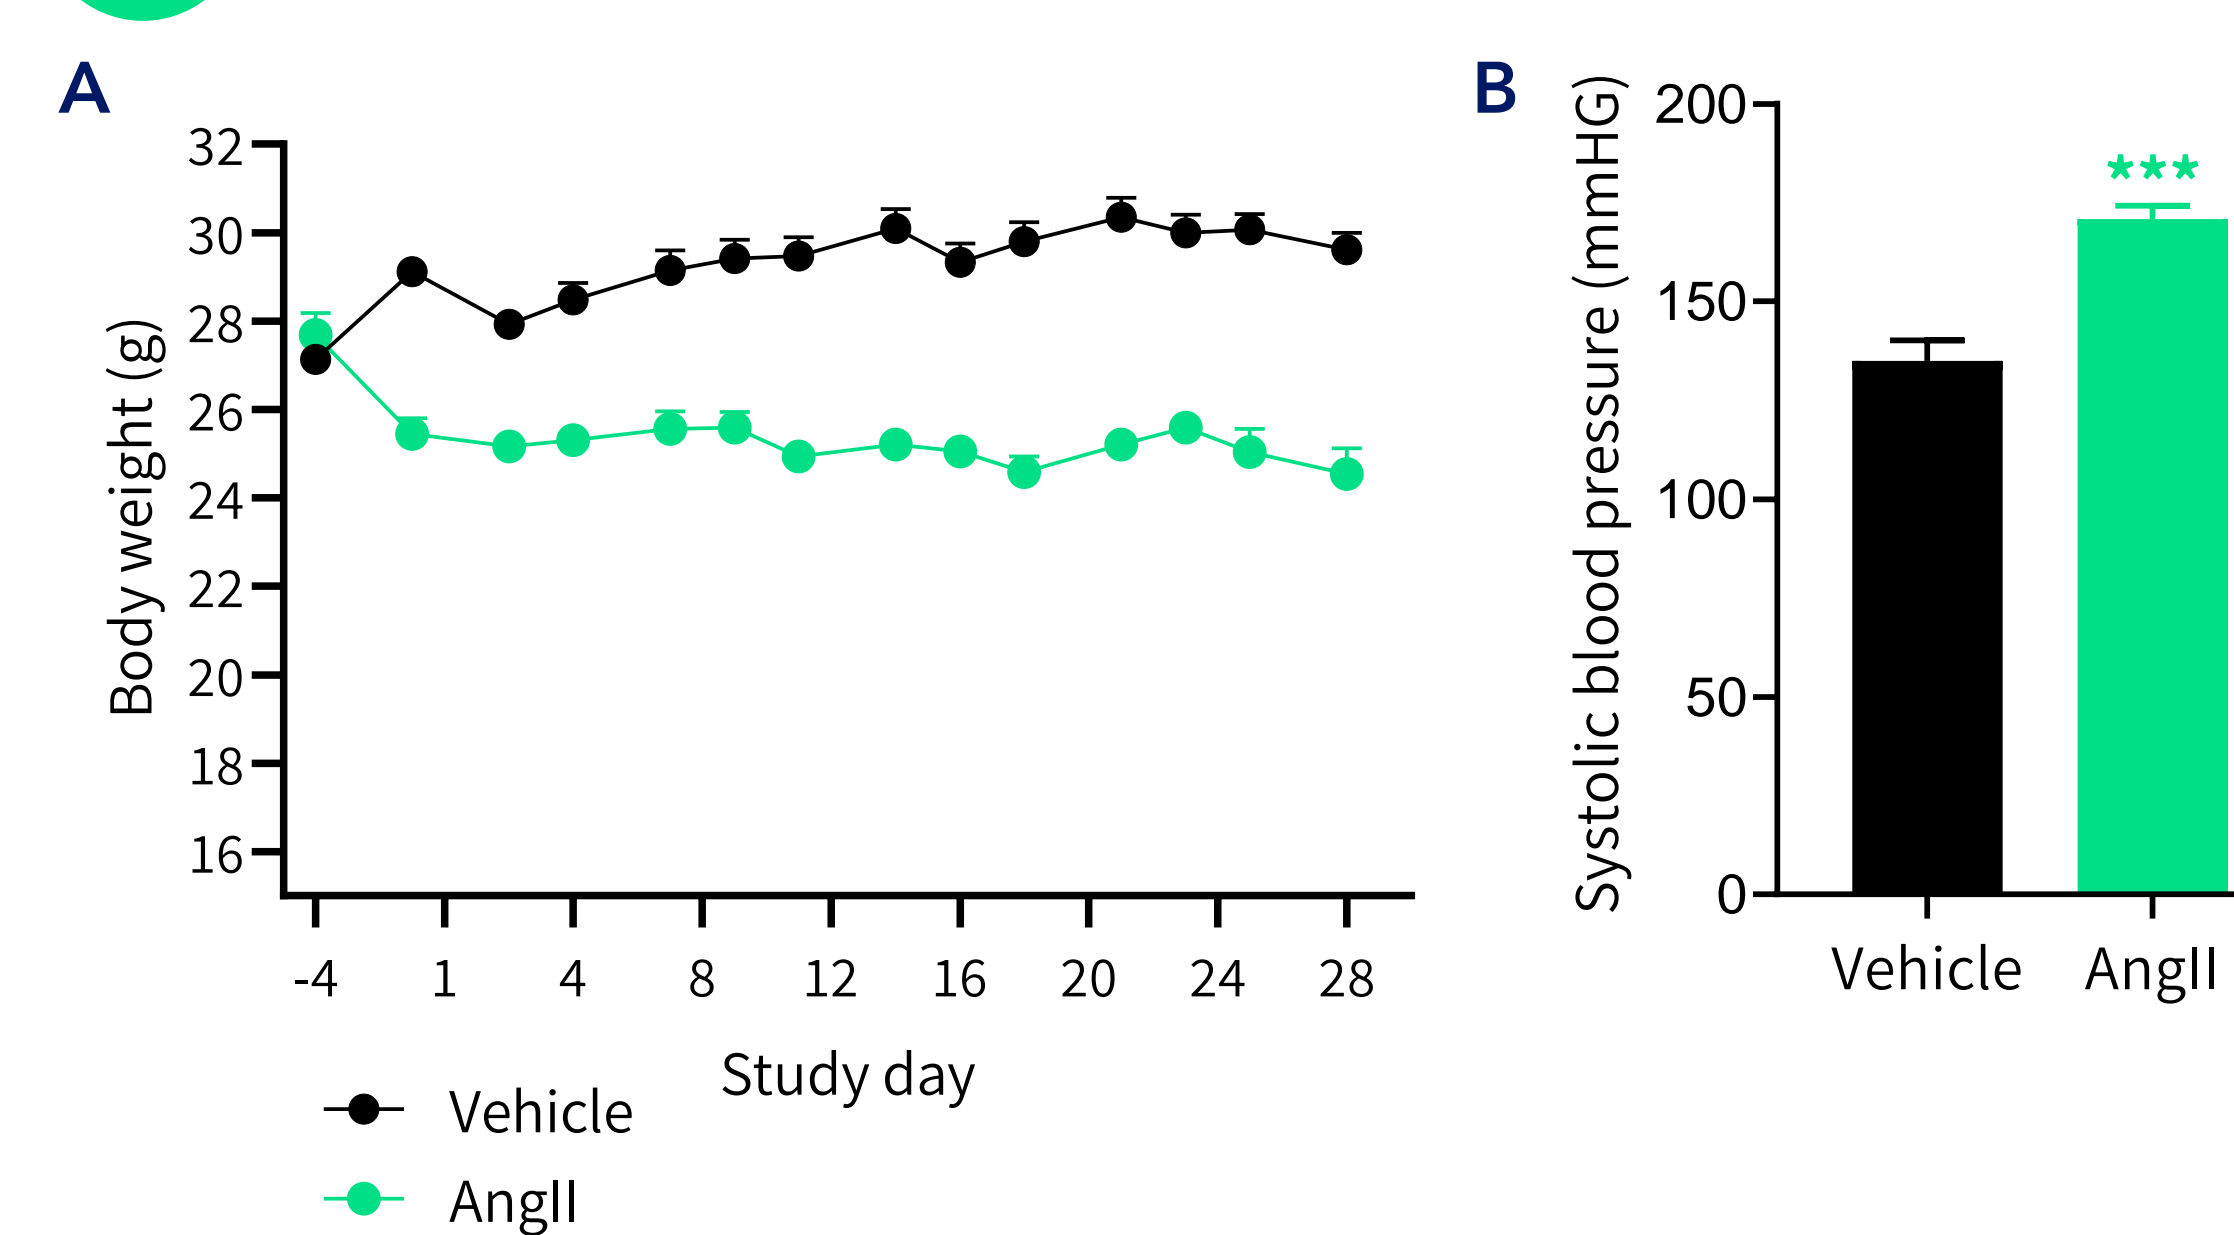 A
Body weight (g)
32
30
28
26
24
22
20
18
16
-4 1 4 8 12 16 20 24 28
Study day
Vehicle
AngII
B
Systolic blood pressure (mmHG)
200
150
100
50
0
***
Vehicle AngII